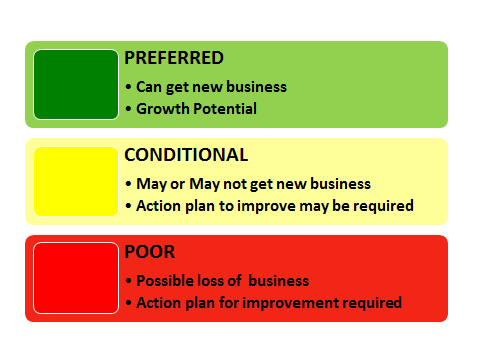 PREFERRED
• Can get new business
• Growth Potential
CONDITIONAL
• May or May not get new business
• Action plan to improve may be required
POOR
• Possible loss of business
• Action plan for improvement required